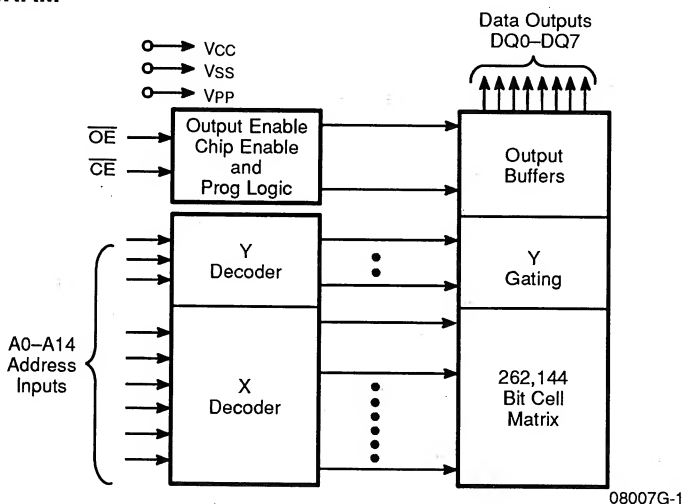 Data Outputs
DQ0–DQ7
VCC
VSS
VPP
OE
CE
Output Enable
Chip Enable
and
Prog Logic
Output
Buffers
Y
Decoder
Y
Gating
A0–A14
Address
Inputs
X
Decoder
262,144
Bit Cell
Matrix
08007G-1